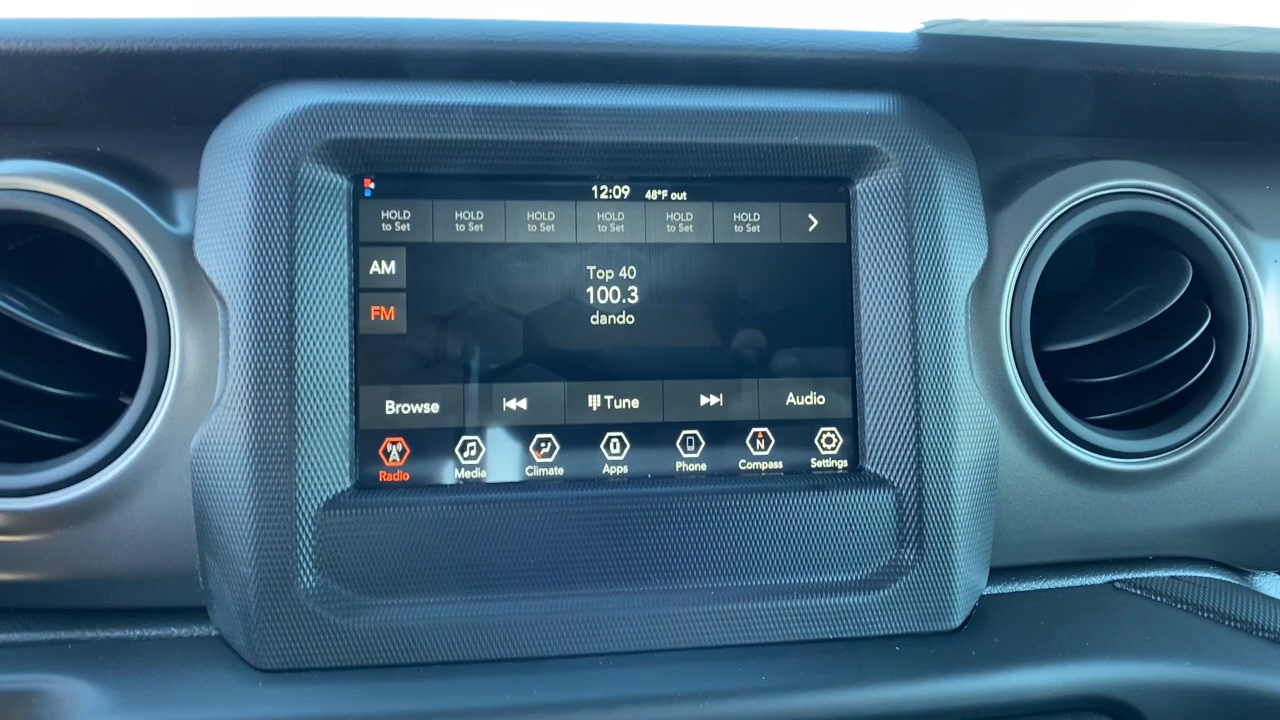 12:09 48°F out
HOLD HOLD HOLD HOLD HOLD HOLD
to Set to Set to Set to Set to Set to Set
AM
FM
Top 40
100.3
dando
Browse Tune Audio
Radio Media Climate Apps Phone N Compass Settings